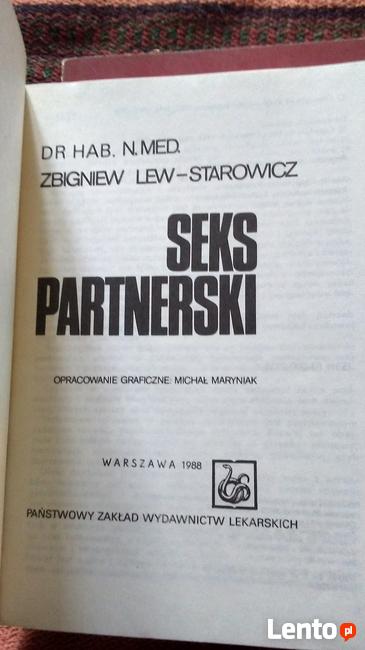 DR HAB. N. MED.
ZBIGNIEW LEW-STAROWICZ
SEKS
PARTNERSKI
OPRACOWANIE GRAFICZNE: MICHAŁ MARYNIAK
WARSZAWA 1988
PAŃSTWOWY ZAKŁAD WYDAWNICTW LEKARSKICH
Lento.pl